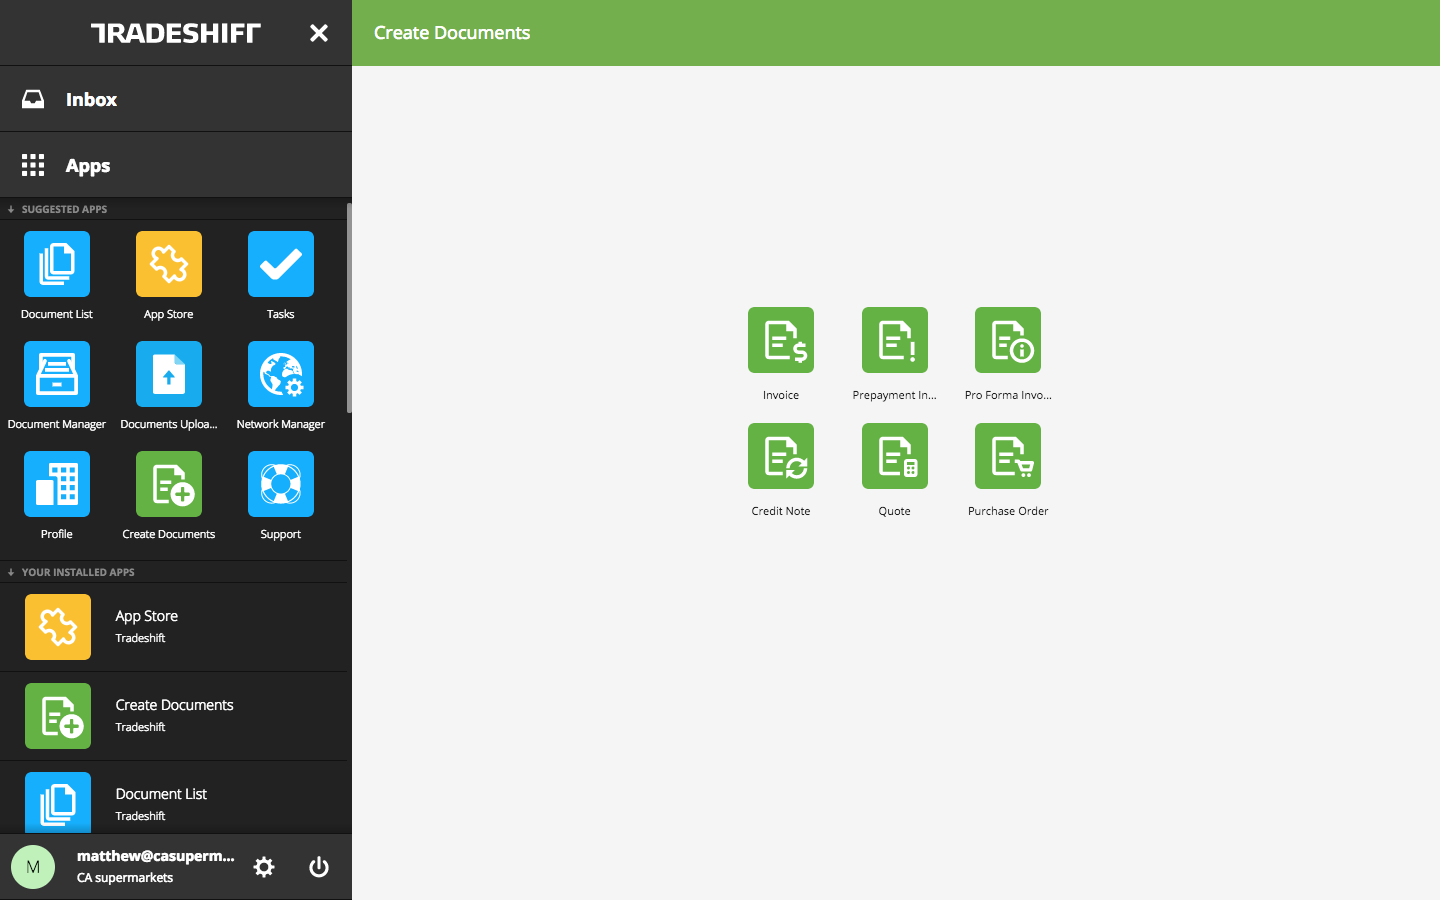 TRADESHIFT
Create Documents
Inbox
Apps
SUGGESTED APPS
Document List
App Store
Tasks
Document Manager
Documents Uploa...
Network Manager
Profile
Create Documents
Support
YOUR INSTALLED APPS
App Store
Tradeshift
Create Documents
Tradeshift
Document List
Tradeshift
M
matthew@casuperm...
CA supermarkets
Invoice
Prepayment In...
Pro Forma Invo...
Credit Note
Quote
Purchase Order